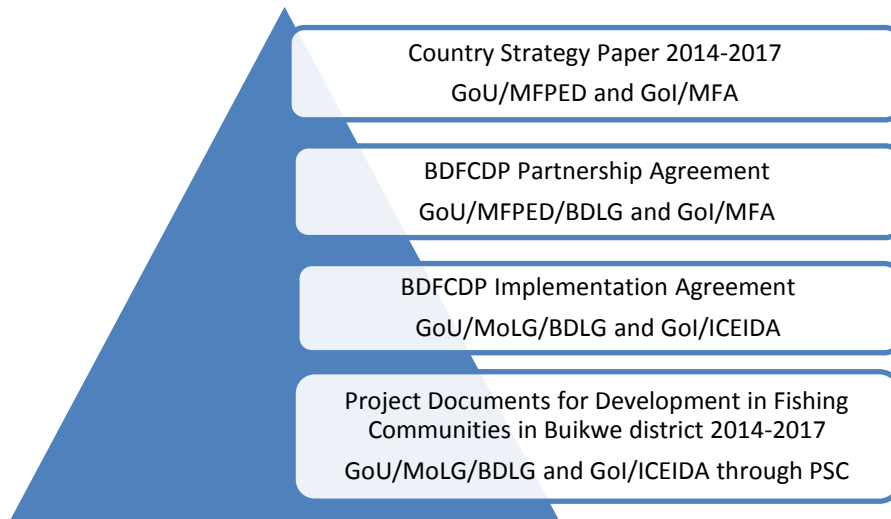 Country Strategy Paper 2014-2017
GoU/MFPED and GoI/MFA
BDFCDP Partnership Agreement
GoU/MFPED/BDLG and GoI/MFA
BDFCDP Implementation Agreement
GoU/MoLG/BDLG and GoI/ICEIDA
Project Documents for Development in Fishing
Communities in Buikwe district 2014-2017
GoU/MoLG/BDLG and GoI/ICEIDA through PSC